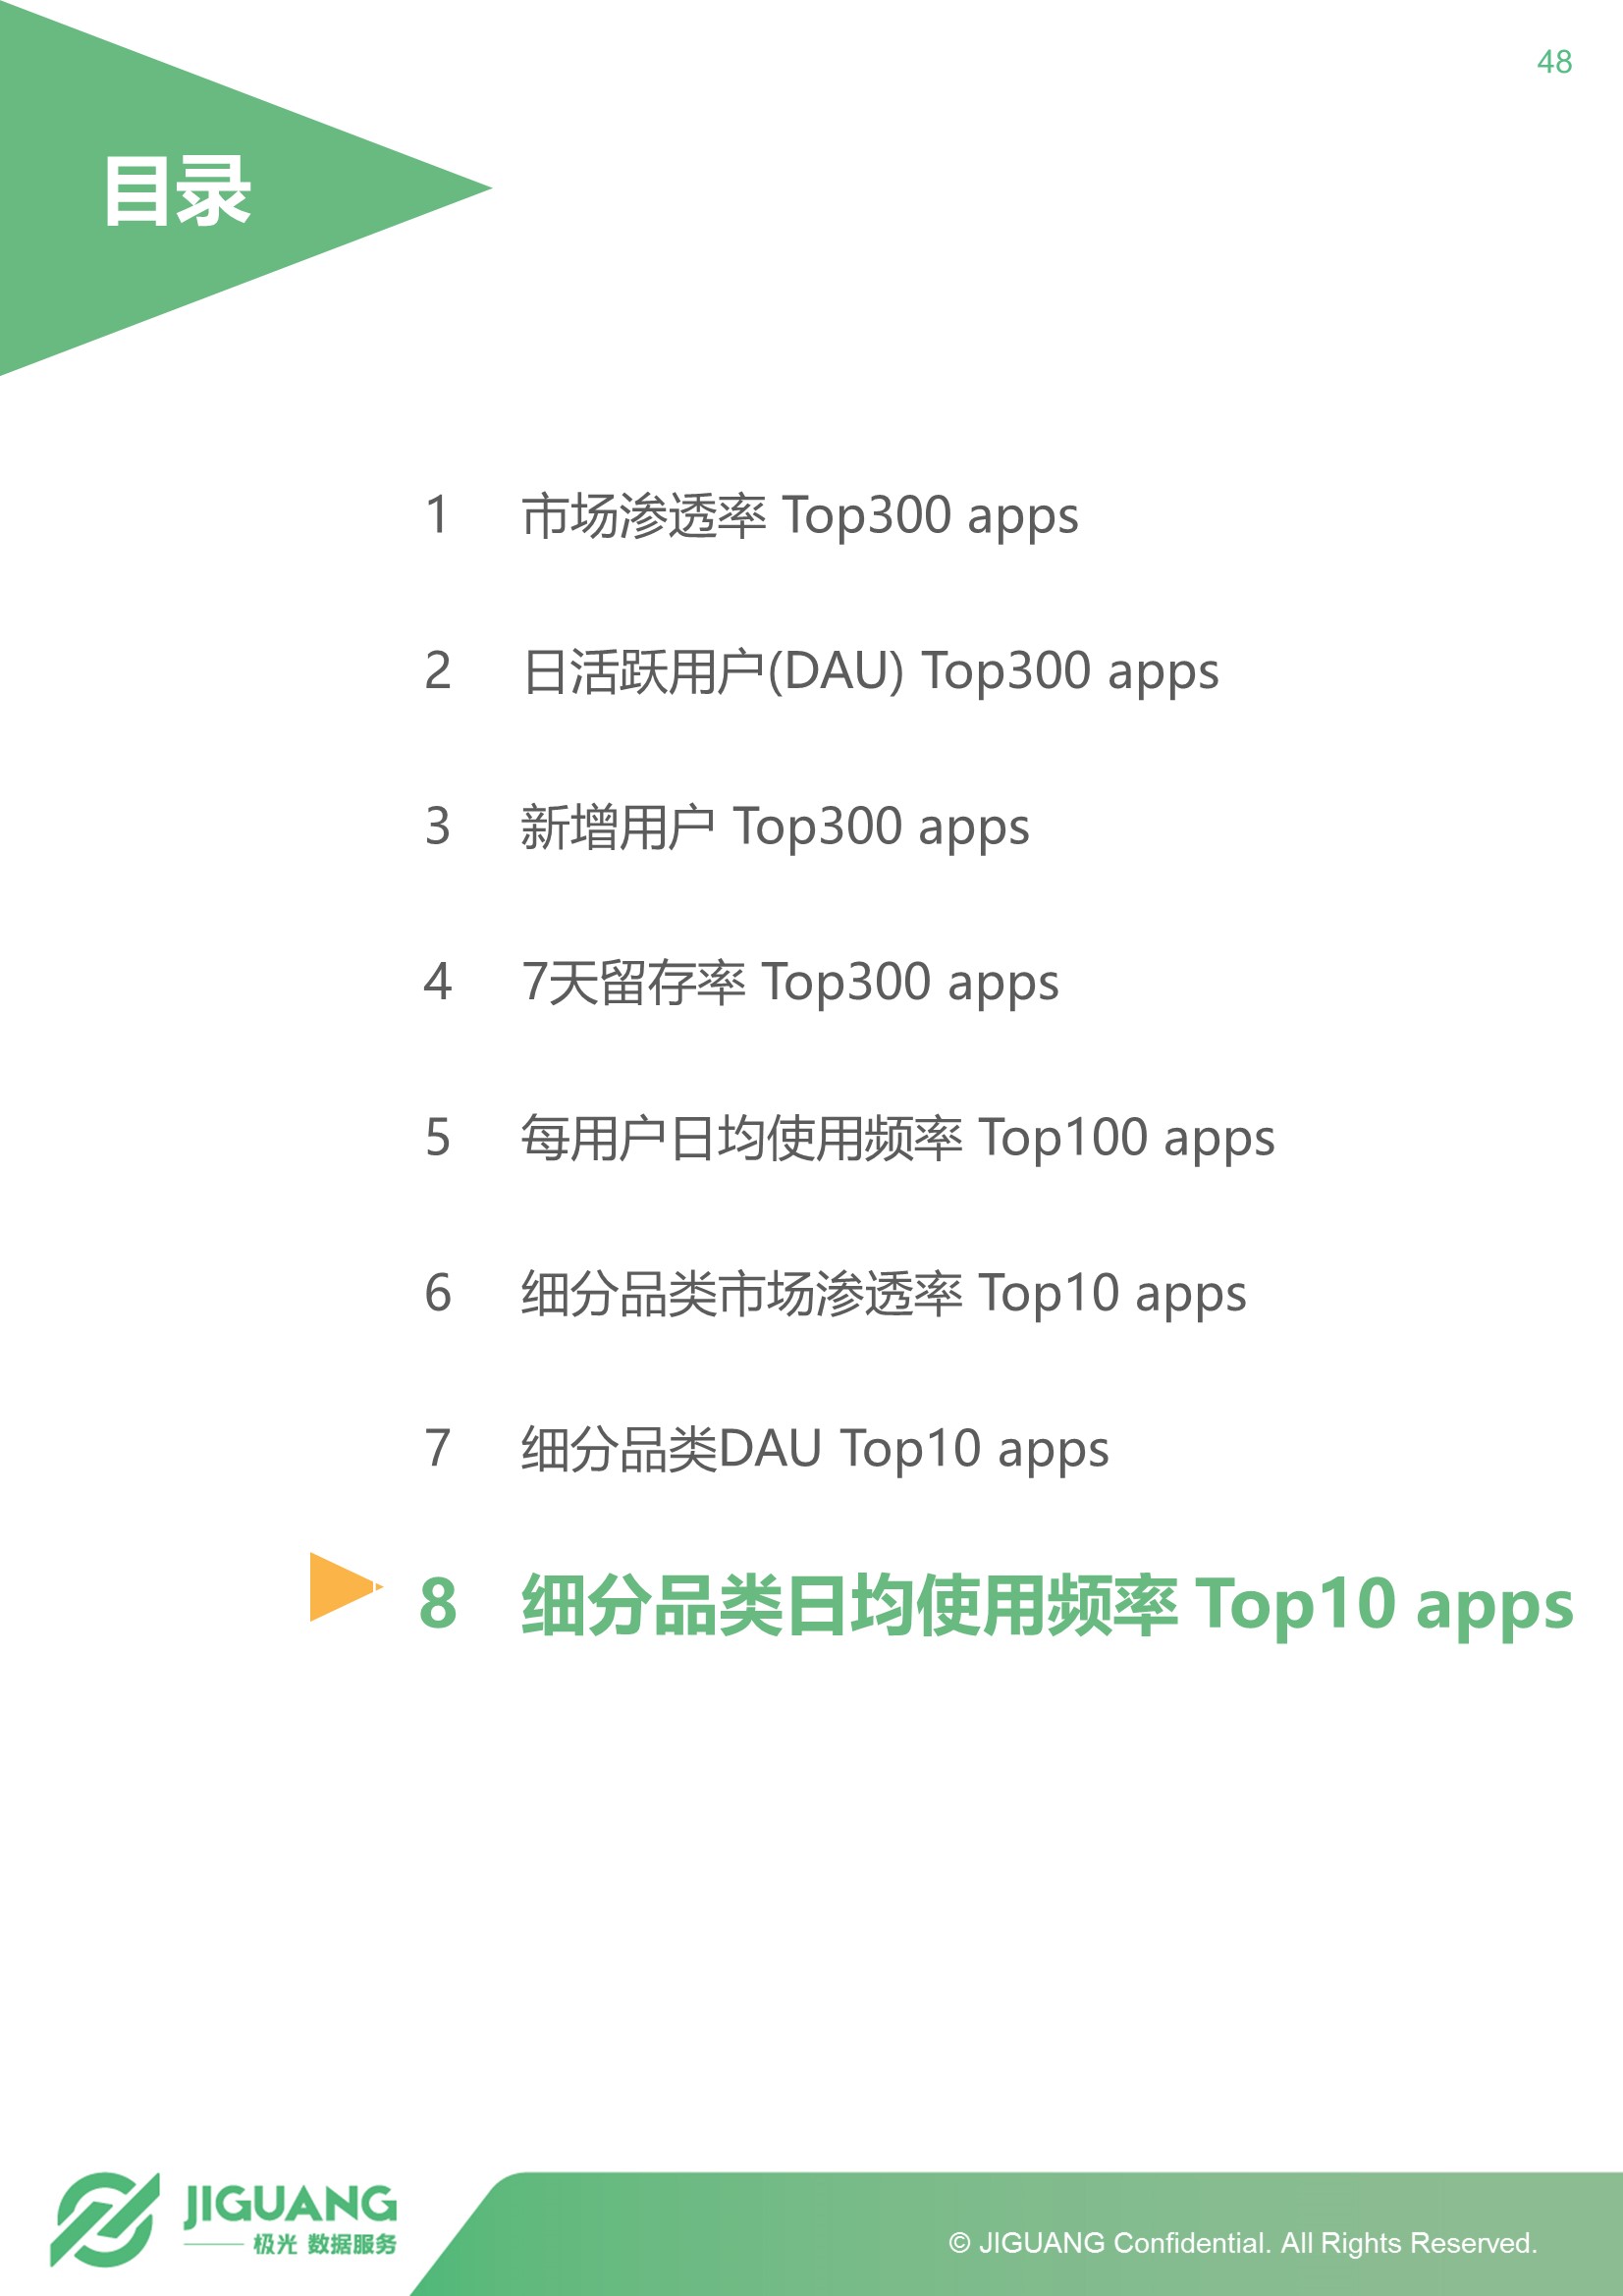 48
目录
1 市场渗透率 Top300 apps
2 日活跃用户(DAU) Top300 apps
3 新增用户 Top300 apps
4 7天留存率 Top300 apps
5 每用户日均使用频率 Top100 apps
6 细分品类市场渗透率 Top10 apps
7 细分品类DAU Top10 apps
8 细分品类日均使用频率 Top10 apps
JIGUANG
极光 数据服务
© JIGUANG Confidential. All Rights Reserved.